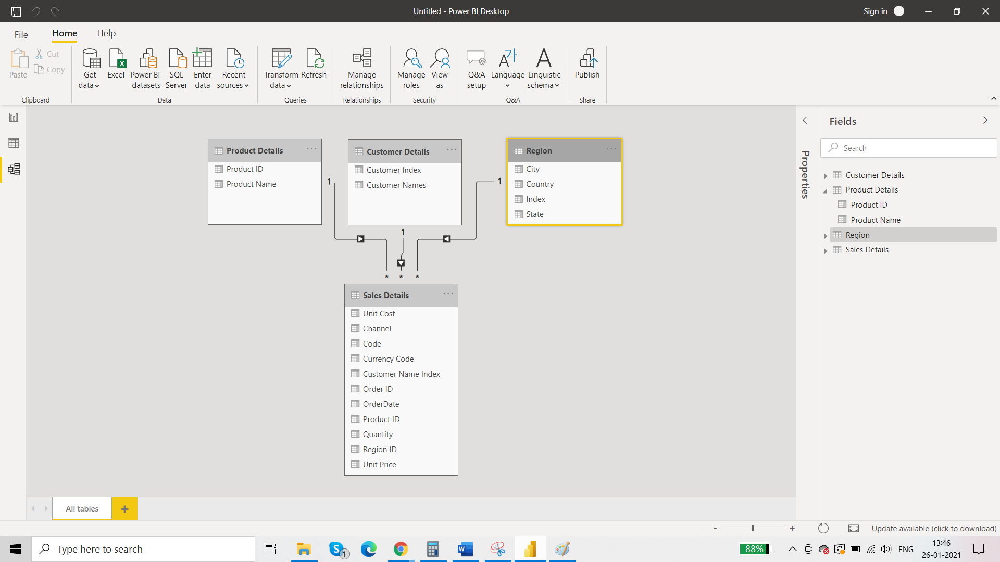 Untitled - Power BI Desktop
Sign in
File
Home
Help
Paste
Cut
Copy
Clipboard
Get data
Excel
Power BI datasets
SQL Server
Enter data
Recent sources
Data
Transform data
Refresh
Queries
Manage relationships
Relationships
Manage roles
View as
Security
Q&A setup
Language
Linguistic schema
Q&A
Publish
Share
Product Details
Product ID
Product Name
Customer Details
Customer Index
Customer Names
Region
City
Country
Index
State
1
1
1
* * *
Sales Details
Unit Cost
Channel
Code
Currency Code
Customer Name Index
Order ID
OrderDate
Product ID
Quantity
Region ID
Unit Price
Properties
Fields
Search
Customer Details
Product Details
Product ID
Product Name
Region
Sales Details
All tables
+
- +
Update available (click to download)
Type here to search
1
88%
ENG
13:46
26-01-2021